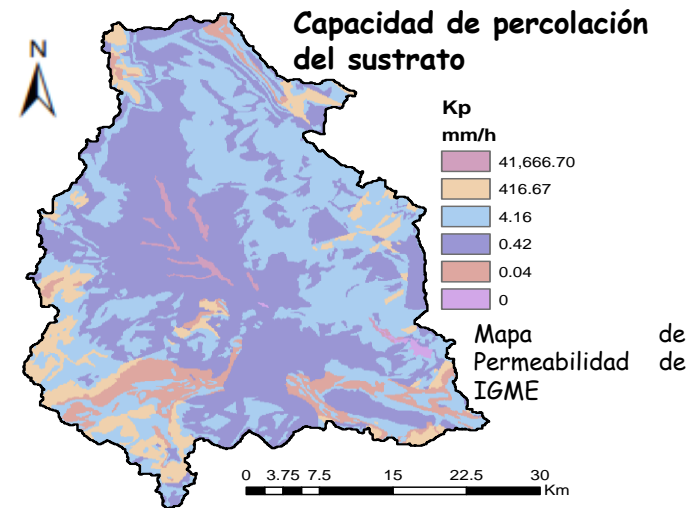 Capacidad de percolación
del sustrato
N
Kp
mm/h
41,666.70
416.67
4.16
0.42
0.04
0
Mapa de
Permeabilidad de
IGME
0 3.75 7.5 15 22.5 30
Km